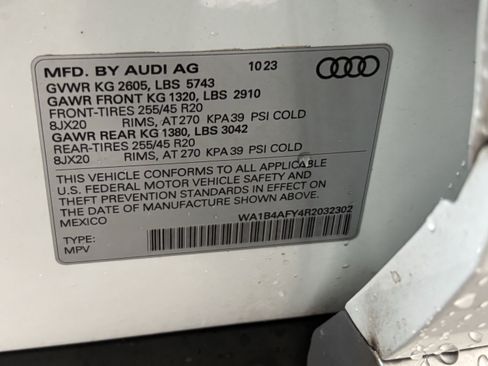 MFD. BY AUDI AG 10 23
GVWR KG 2605, LBS 5743
GAWR FRONT KG 1320, LBS 2910
FRONT-TIRES 255/45 R20
8JX20 RIMS, AT 270 KPA 39 PSI COLD
GAWR REAR KG 1380, LBS 3042
REAR-TIRES 255/45 R20
8JX20 RIMS, AT 270 KPA 39 PSI COLD
THIS VEHICLE CONFORMS TO ALL APPLICABLE
U.S. FEDERAL MOTOR VEHICLE SAFETY AND
THEFT PREVENTION STANDARDS IN EFFECT ON
THE DATE OF MANUFACTURE SHOWN ABOVE.
MEXICO WA1B4AFY4R2032302
TYPE:
MPV